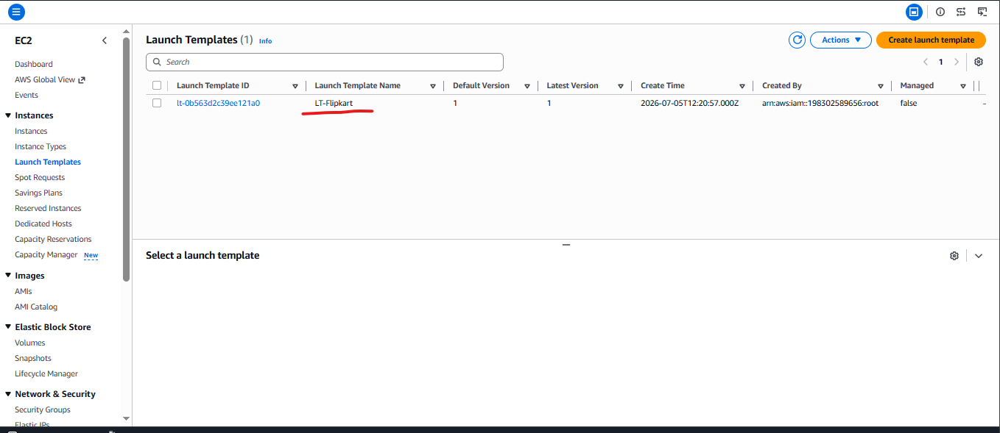 EC2
Dashboard
AWS Global View
Events
Instances
Instances
Instance Types
Launch Templates
Spot Requests
Savings Plans
Reserved Instances
Dedicated Hosts
Capacity Reservations
Capacity Manager New
Images
AMIs
AMI Catalog
Elastic Block Store
Volumes
Snapshots
Lifecycle Manager
Network & Security
Security Groups
Elastic IPs
Launch Templates (1) Info
Actions
Create launch template
Search
1
Launch Template ID Launch Template Name Default Version Latest Version Create Time Created By Managed
lt-0b563d2c39ee121a0 LT-Flipkart 1 1 2026-07-05T12:20:57.000Z arn:aws:iam::198302589656:root false –
Select a launch template